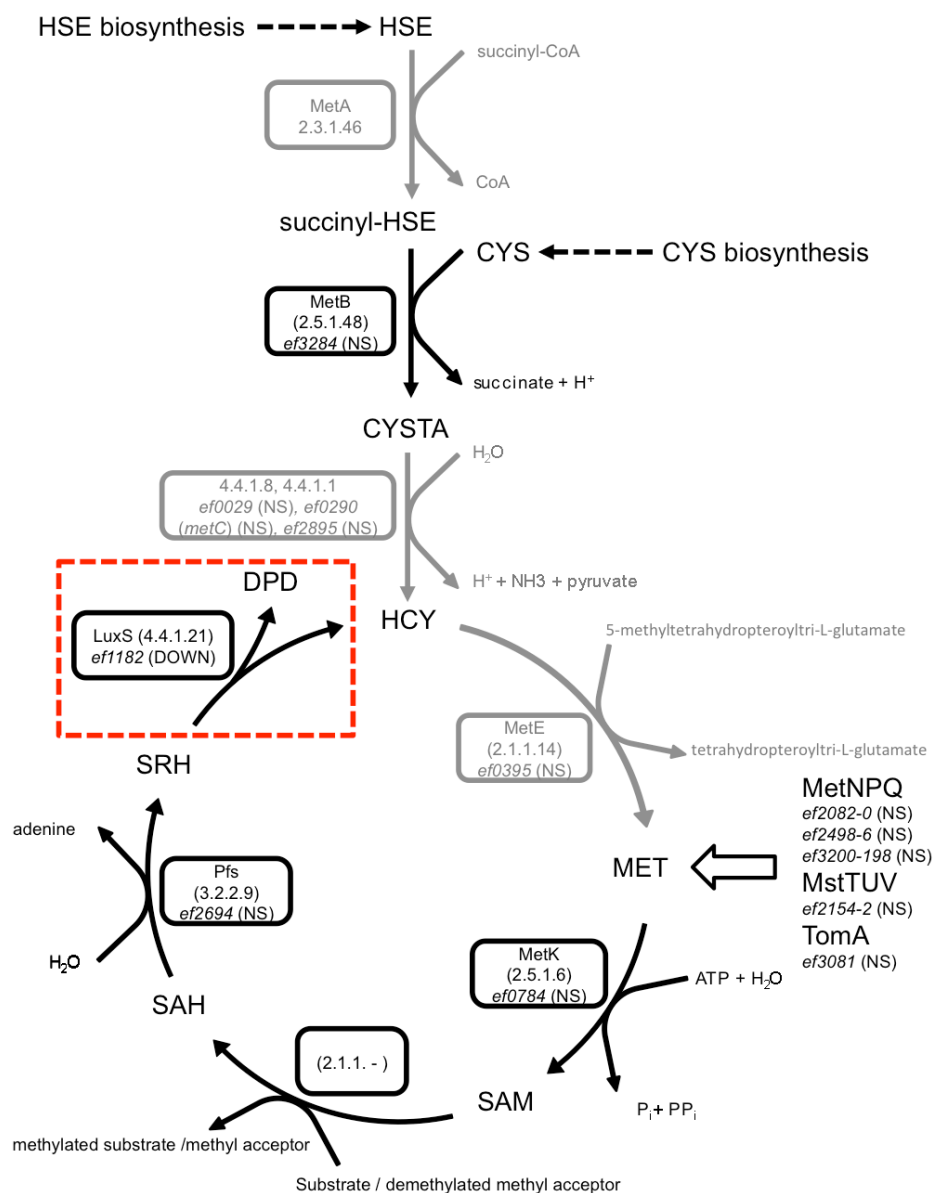 HSE biosynthesis
HSE
succinyl-CoA
MetA
2.3.1.46
CoA
succinyl-HSE
CYS
CYS biosynthesis
MetB
(2.5.1.48)
ef3284 (NS)
succinate + H⁺
CYSTA
H₂O
4.4.1.8, 4.4.1.1
ef0029 (NS), ef0290
(metC) (NS), ef2895 (NS)
H⁺ + NH3 + pyruvate
DPD
HCY
LuxS (4.4.1.21)
ef1182 (DOWN)
5-methyltetrahydropteroyltri-L-glutamate
MetE
(2.1.1.14)
ef0395 (NS)
tetrahydropteroyltri-L-glutamate
SRH
MetNPQ
ef2082-0 (NS)
ef2498-6 (NS)
ef3200-198 (NS)
MstTUV
ef2154-2 (NS)
TomA
ef3081 (NS)
adenine
Pfs
(3.2.2.9)
ef2694 (NS)
H₂O
MET
MetK
(2.5.1.6)
ef0784 (NS)
ATP + H₂O
SAH
(2.1.1. - )
SAM
Pᵢ+ PPᵢ
methylated substrate /methyl acceptor
Substrate / demethylated methyl acceptor